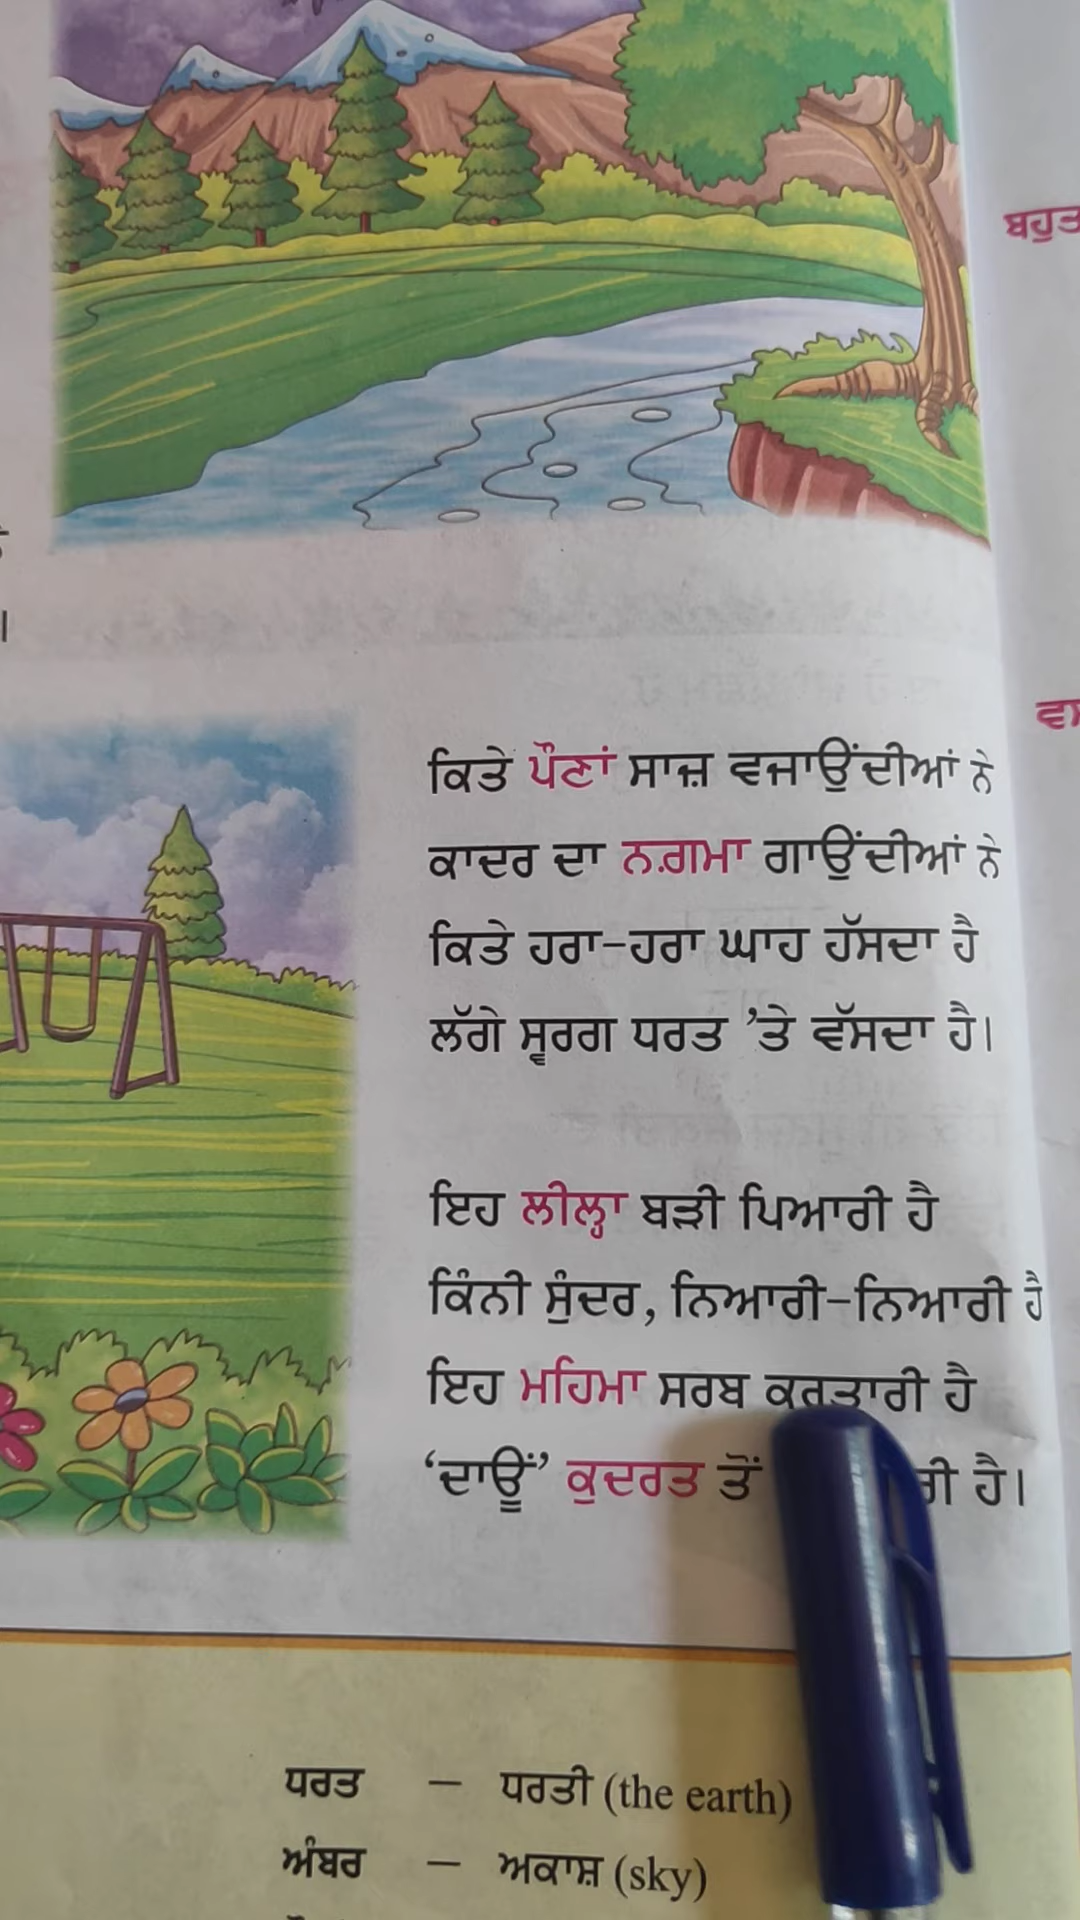 ਬਹੁਤ
ਕਿਤੇ ਪੌਣਾਂ ਸਾਜ਼ ਵਜਾਉਂਦੀਆਂ ਨੇ
ਕਾਦਰ ਦਾ ਨਗ਼ਮਾ ਗਾਉਂਦੀਆਂ ਨੇ
ਕਿਤੇ ਹਰਾ-ਹਰਾ ਘਾਹ ਹੱਸਦਾ ਹੈ
ਲੱਗੇ ਸ੍ਵਰਗ ਧਰਤ ’ਤੇ ਵੱਸਦਾ ਹੈ।
ਇਹ ਲੀਲ੍ਹਾ ਬੜੀ ਪਿਆਰੀ ਹੈ
ਕਿੰਨੀ ਸੁੰਦਰ, ਨਿਆਰੀ-ਨਿਆਰੀ ਹੈ
ਇਹ ਮਹਿਮਾ ਸਰਬ ਕਰਤਾਰੀ ਹੈ
‘ਦਾਊਂ’ ਕੁਦਰਤ ਤੋਂ ਹੈ।
ਧਰਤ – ਧਰਤੀ (the earth)
ਅੰਬਰ – ਅਕਾਸ਼ (sky)